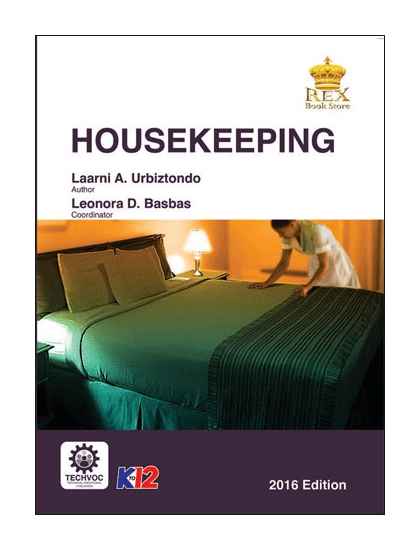 REX
Book Store
HOUSEKEEPING
Laarni A. Urbiztondo
Author
Leonora D. Basbas
Coordinator
TECHVOC
K TO 12
2016 Edition